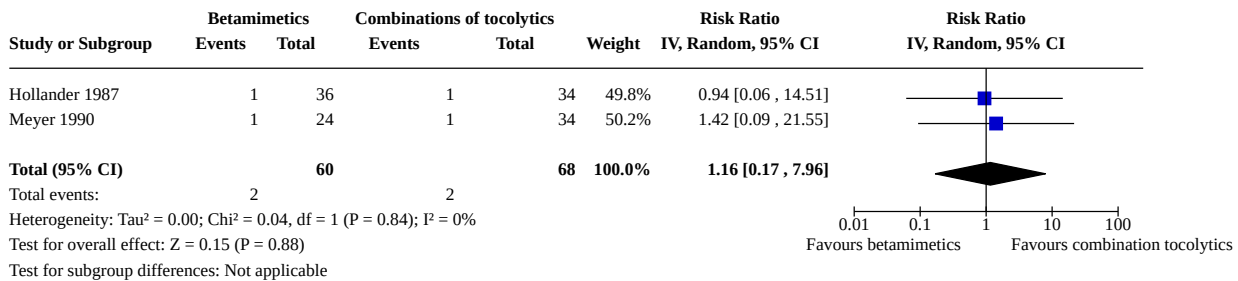 Betamimetics Combinations of tocolytics Risk Ratio Risk Ratio
Study or Subgroup Events Total Events Total Weight IV, Random, 95% CI IV, Random, 95% CI
Hollander 1987 1 36 1 34 49.8% 0.94 [0.06 , 14.51]
Meyer 1990 1 24 1 34 50.2% 1.42 [0.09 , 21.55]
Total (95% CI) 60 68 100.0% 1.16 [0.17 , 7.96]
Total events: 2 2
Heterogeneity: Tau² = 0.00; Chi² = 0.04, df = 1 (P = 0.84); I² = 0%
0.01 0.1 1 10 100
Test for overall effect: Z = 0.15 (P = 0.88) Favours betamimetics Favours combination tocolytics
Test for subgroup differences: Not applicable